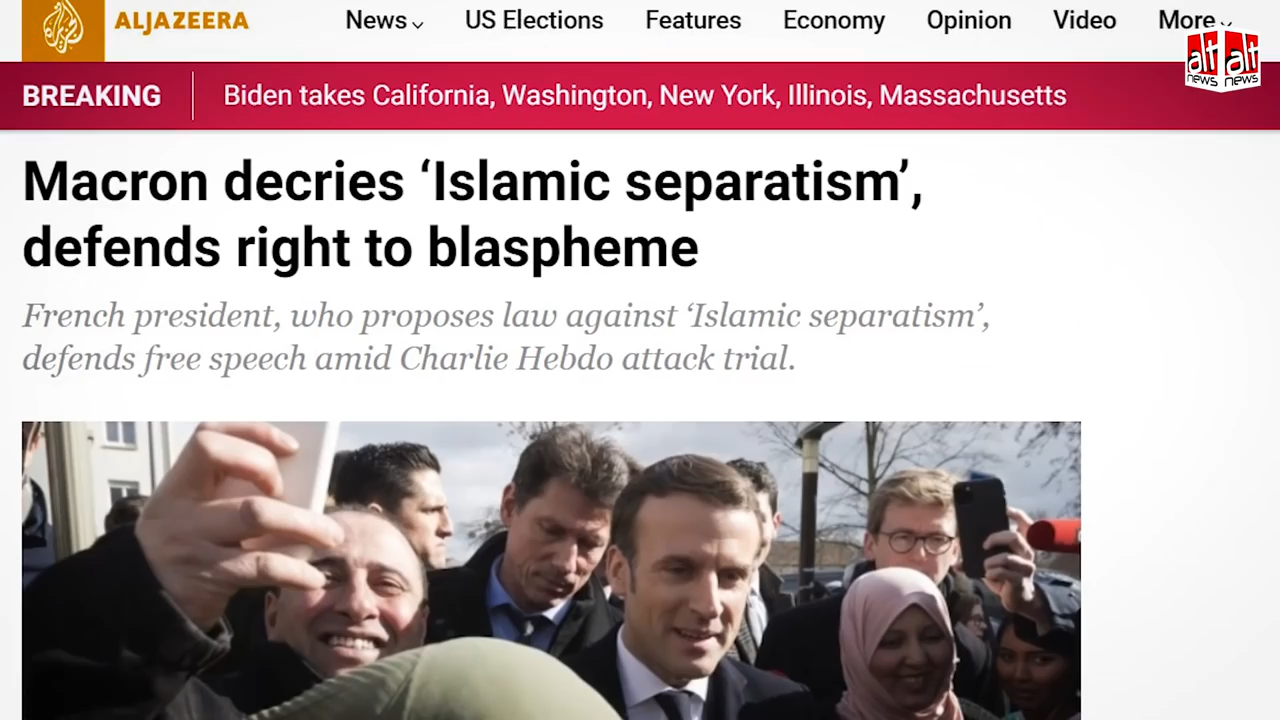 ALJAZEERA
News
US Elections
Features
Economy
Opinion
Video
More
alt news
alt news
BREAKING
Biden takes California, Washington, New York, Illinois, Massachusetts
Macron decries ‘Islamic separatism’,
defends right to blaspheme
French president, who proposes law against ‘Islamic separatism’,
defends free speech amid Charlie Hebdo attack trial.